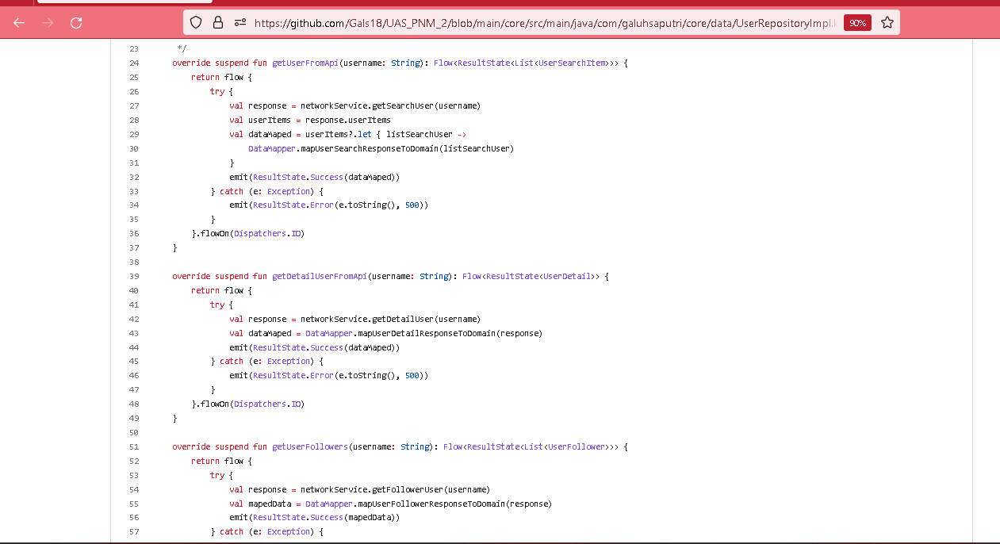 https://github.com/Gals18/UAS_PNM_2/blob/main/core/src/main/java/com/galuhsaputri/core/data/UserRepositoryImpl.k
90%
23 */
24 override suspend fun getUserFromApi(username: String): Flow<ResultState<List<UserSearchItem>>> {
25 return flow {
26 try {
27 val response = networkService.getSearchUser(username)
28 val userItems = response.userItems
29 val dataMaped = userItems?.let { listSearchUser ->
30 DataMapper.mapUserSearchResponseToDomain(listSearchUser)
31 }
32 emit(ResultState.Success(dataMaped))
33 } catch (e: Exception) {
34 emit(ResultState.Error(e.toString(), 500))
35 }
36 }.flowOn(Dispatchers.IO)
37 }
38
39 override suspend fun getDetailUserFromApi(username: String): Flow<ResultState<UserDetail>> {
40 return flow {
41 try {
42 val response = networkService.getDetailUser(username)
43 val dataMaped = DataMapper.mapUserDetailResponseToDomain(response)
44 emit(ResultState.Success(dataMaped))
45 } catch (e: Exception) {
46 emit(ResultState.Error(e.toString(), 500))
47 }
48 }.flowOn(Dispatchers.IO)
49 }
50
51 override suspend fun getUserFollowers(username: String): Flow<ResultState<List<UserFollower>>> {
52 return flow {
53 try {
54 val response = networkService.getFollowerUser(username)
55 val mapedData = DataMapper.mapUserFollowerResponseToDomain(response)
56 emit(ResultState.Success(mapedData))
57 } catch (e: Exception) {